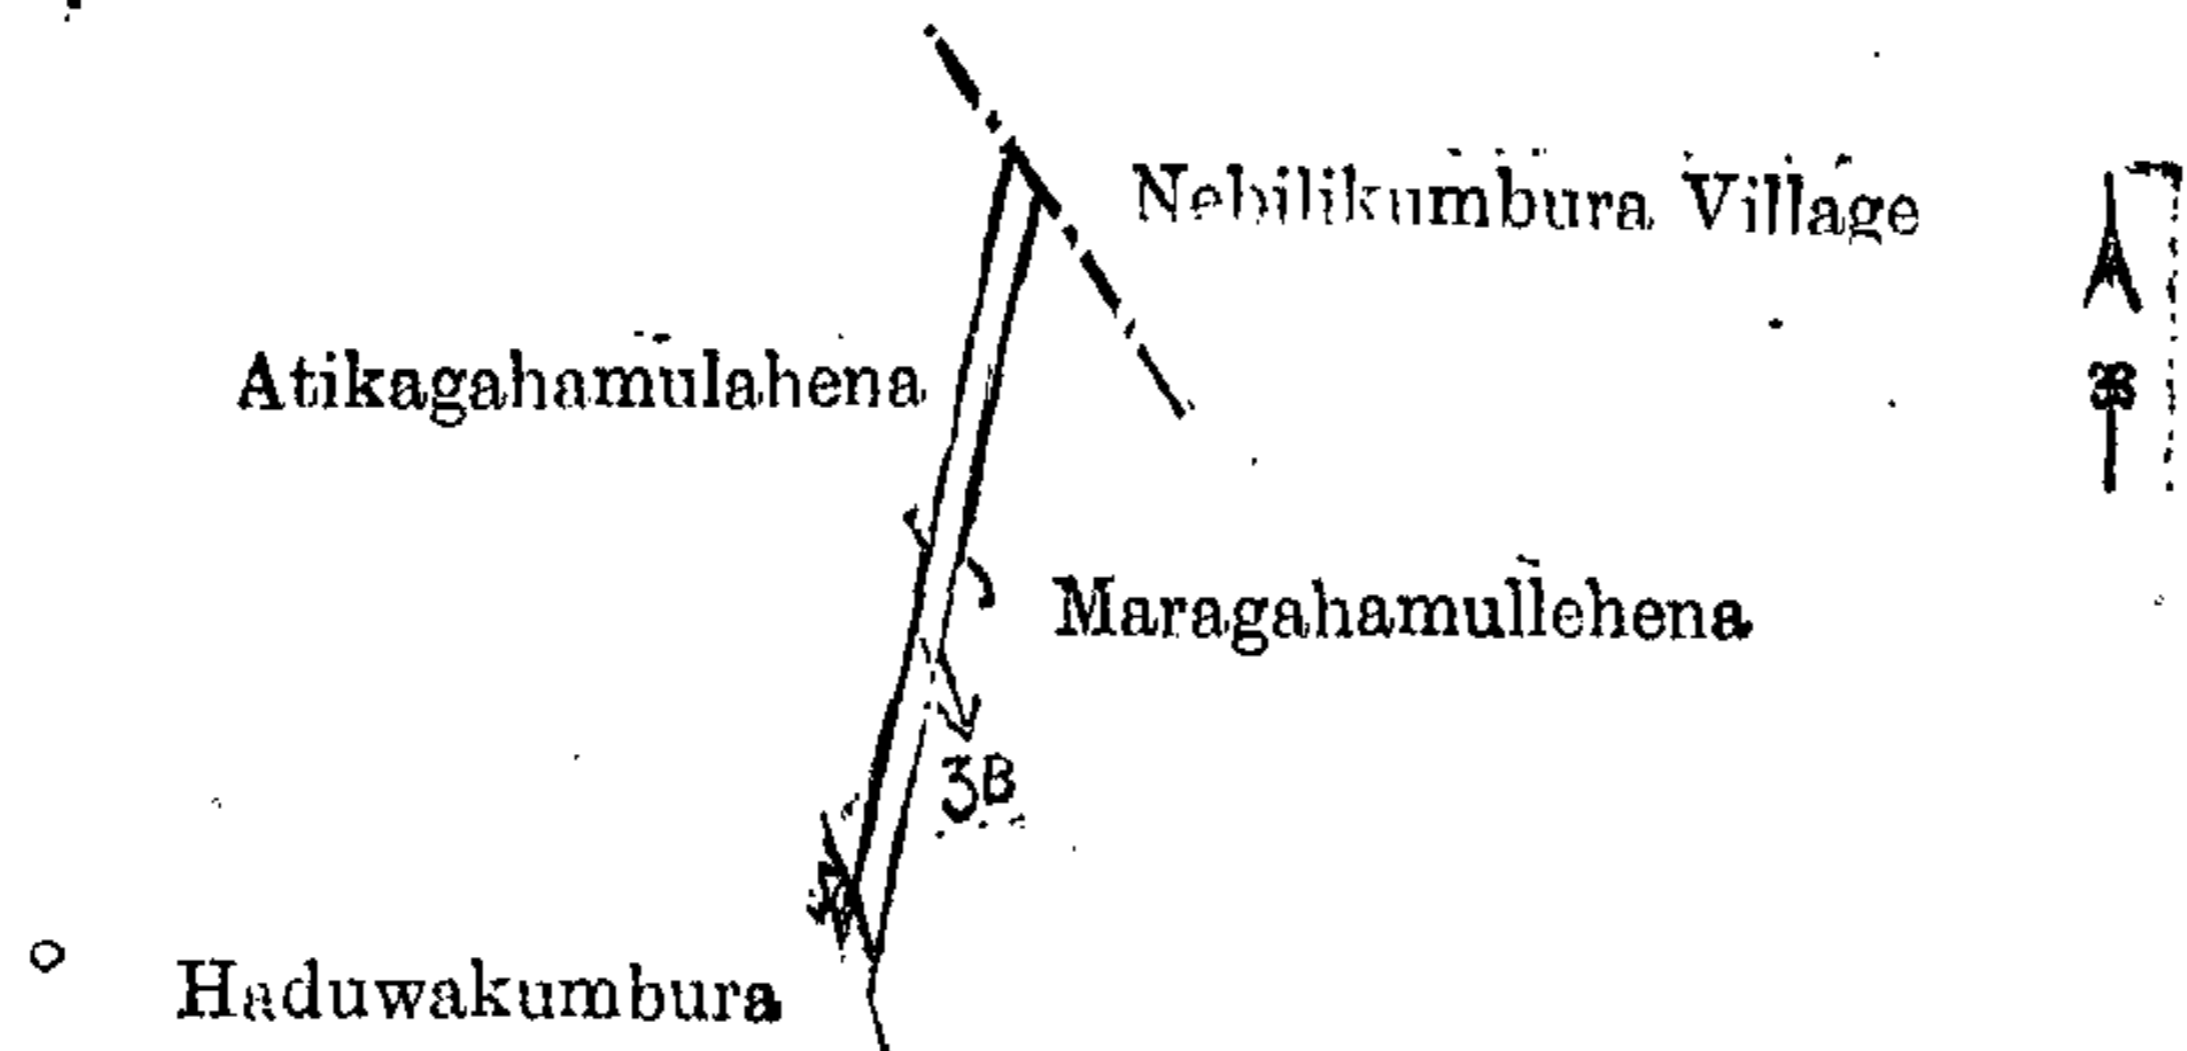 Nebilikumbura Village
Atikagahamulahena
Maragahamullehena
3B
Haduwakumbura